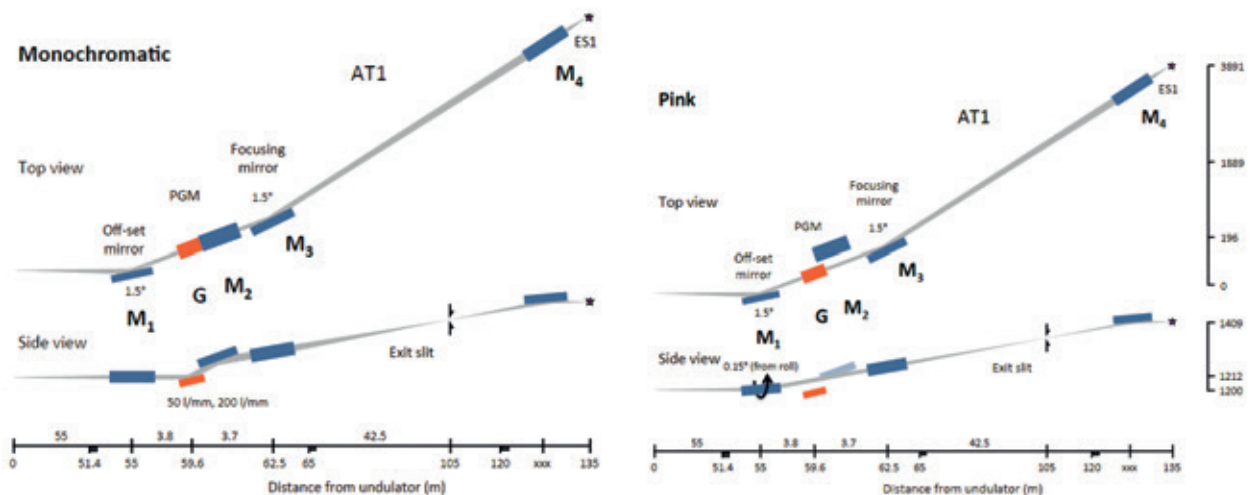 Monochromatic
AT1
ES1
M4
Top view
Focusing
mirror
1.5°
PGM
Off-set
mirror
1.5°
M3
M2
G
M1
Side view
Exit slit
50 l/mm, 200 l/mm
55 3.8 3.7 42.5
0 51.4 55 59.6 62.5 65 105 120 xxx 135
Distance from undulator (m)
Pink
AT1
ES1
M4
3891
1889
196
0
Top view
Focusing
mirror
1.5°
PGM
Off-set
mirror
1.5°
M3
M2
G
M1
Side view
0.15° (from roll)
Exit slit
1409
1212
1200
55 3.8 3.7 42.5
0 51.4 55 59.6 62.5 65 105 120 xxx 135
Distance from undulator (m)